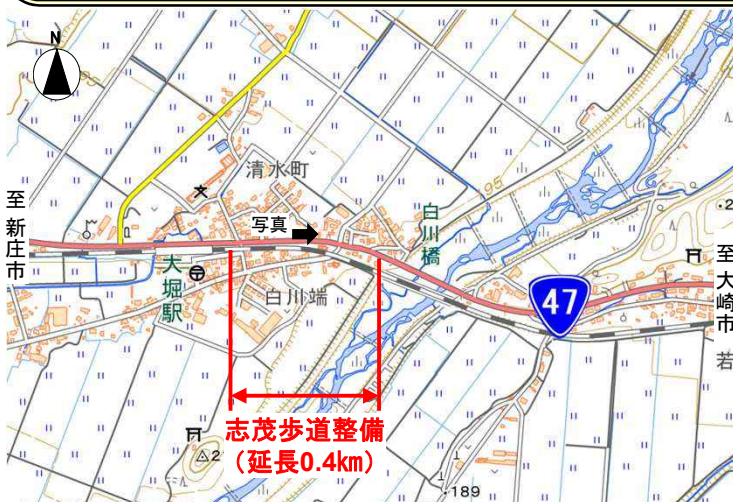 N
95
清水町
至新庄市
写真
白川橋
95
大堀駅
白川端
47
至大崎市
若
志茂歩道整備
(延長0.4km)
・189